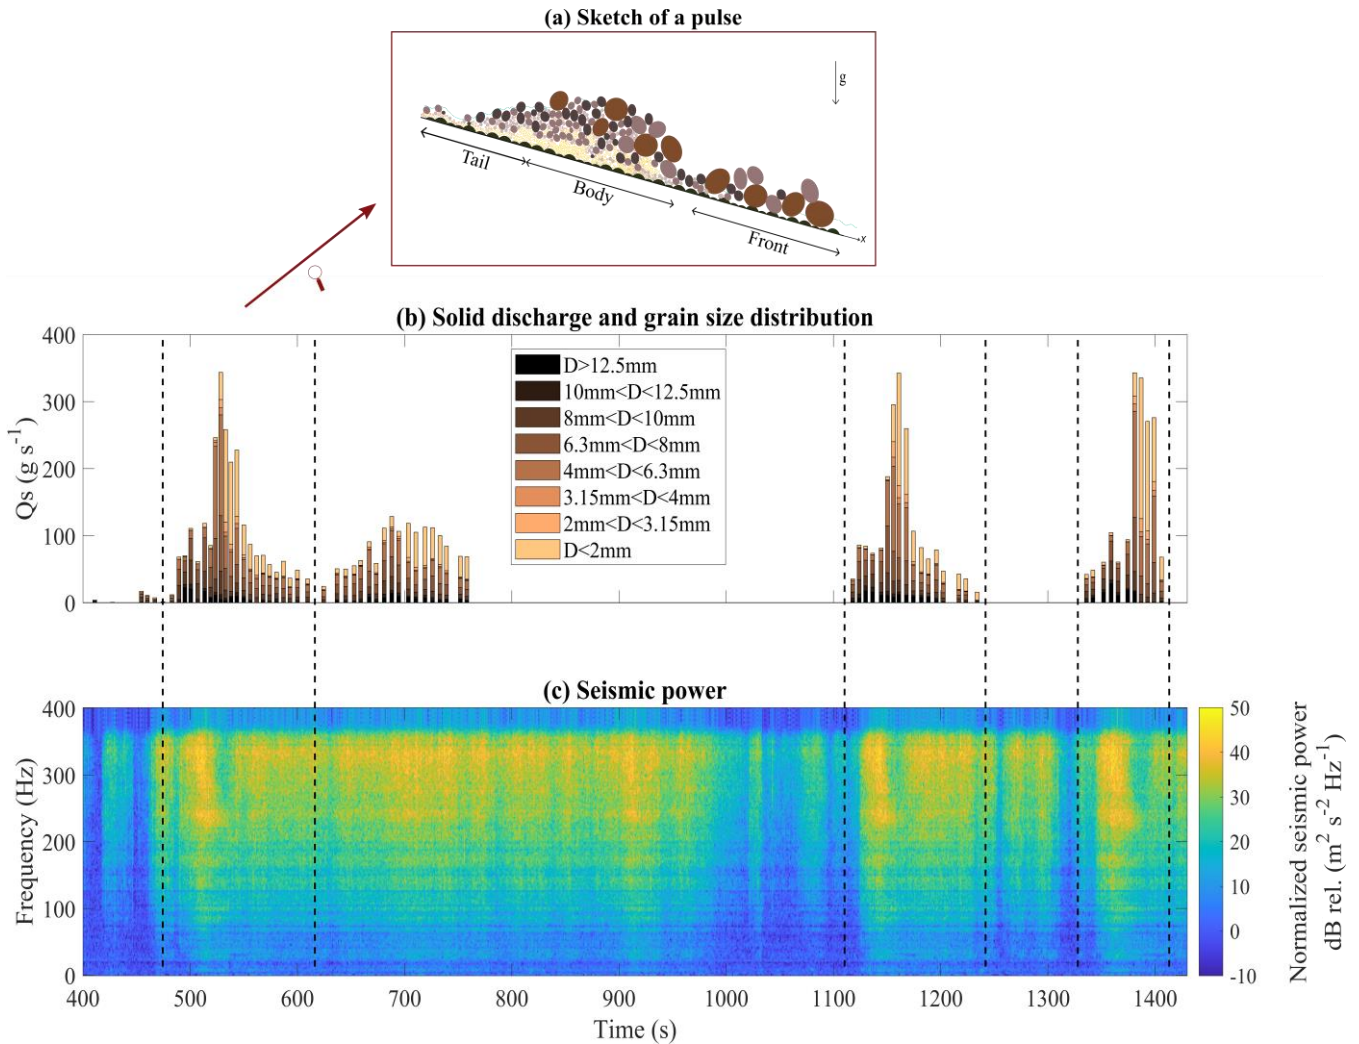 (a) Sketch of a pulse
g
Tail
Body
Front
x
(b) Solid discharge and grain size distribution
400
300
200
100
0
Qs (g s⁻¹)
D>12.5mm
10mm<D<12.5mm
8mm<D<10mm
6.3mm<D<8mm
4mm<D<6.3mm
3.15mm<D<4mm
2mm<D<3.15mm
D<2mm
(c) Seismic power
400
300
200
100
0
Frequency (Hz)
400 500 600 700 800 900 1000 1100 1200 1300 1400
Time (s)
50
40
30
20
10
0
-10
Normalized seismic power
dB rel. (m² s⁻² Hz⁻¹)